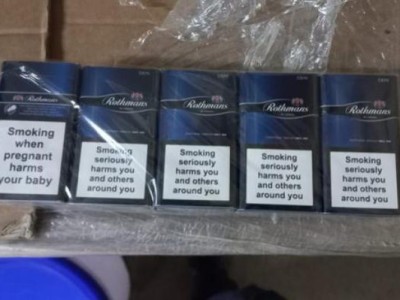 Rothmans
Smoking
when
pregnant
harms
your baby
Rothmans
Smoking
seriously
harms you
and others
around you
Rothmans
Smoking
seriously
harms you
and others
around you
Rothmans
Smoking
seriously
harms you
and others
around you
Rothmans
Smoking
seriously
harms you
and others
around you